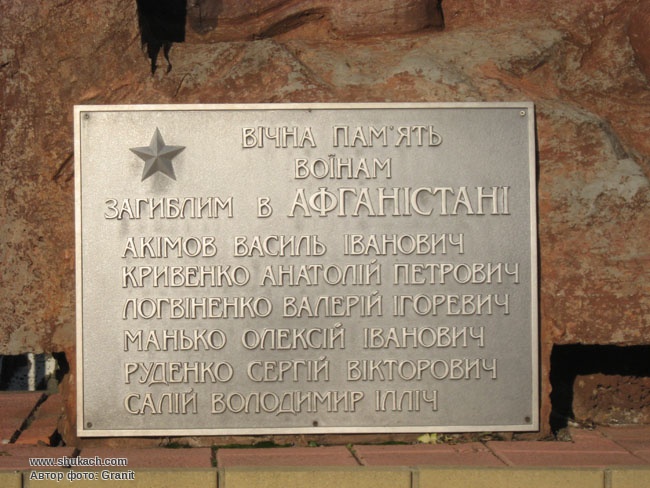 ВІЧНА ПАМ'ЯТЬ
ВОЇНАМ
ЗАГИБЛИМ В АФГАНІСТАНІ
АКІМОВ ВАСИЛЬ ІВАНОВИЧ
КРИВЕНКО АНАТОЛІЙ ПЕТРОВИЧ
ЛОГВІНЕНКО ВАЛЕРІЙ ІГОРЕВИЧ
МАНЬКО ОЛЕКСІЙ ІВАНОВИЧ
РУДЕНКО СЕРГІЙ ВІКТОРОВИЧ
САЛІЙ ВОЛОДИМИР ІЛЛІЧ
www.shukach.com
Автор фото: Granit